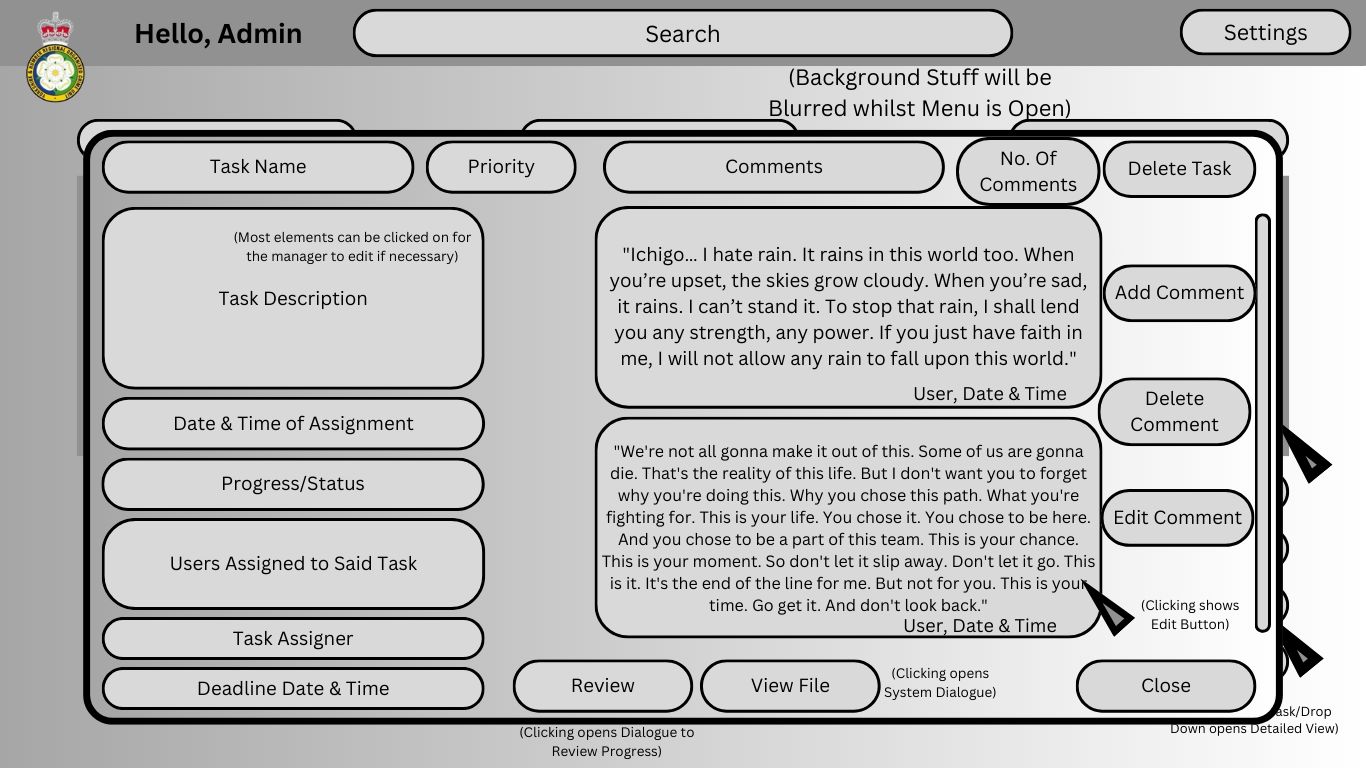 Hello, Admin
Search
Settings
(Background Stuff will be
Blurred whilst Menu is Open)
Task Name
Priority
Comments
No. Of
Comments
Delete Task
(Most elements can be clicked on for
the manager to edit if necessary)
Task Description
"Ichigo... I hate rain. It rains in this world too. When
you’re upset, the skies grow cloudy. When you’re sad,
it rains. I can’t stand it. To stop that rain, I shall lend
you any strength, any power. If you just have faith in
me, I will not allow any rain to fall upon this world."
User, Date & Time
Add Comment
Delete
Comment
Date & Time of Assignment
Progress/Status
Users Assigned to Said Task
Task Assigner
Deadline Date & Time
"We're not all gonna make it out of this. Some of us are gonna
die. That's the reality of this life. But I don't want you to forget
why you're doing this. Why you chose this path. What you're
fighting for. This is your life. You chose it. You chose to be here.
And you chose to be a part of this team. This is your chance.
This is your moment. So don't let it slip away. Don't let it go. This
is it. It's the end of the line for me. But not for you. This is your
time. Go get it. And don't look back."
User, Date & Time
Edit Comment
(Clicking shows
Edit Button)
Review
View File
(Clicking opens
System Dialogue)
Close
(Clicking opens Dialogue to
Review Progress)
ask/Drop
Down opens Detailed View)